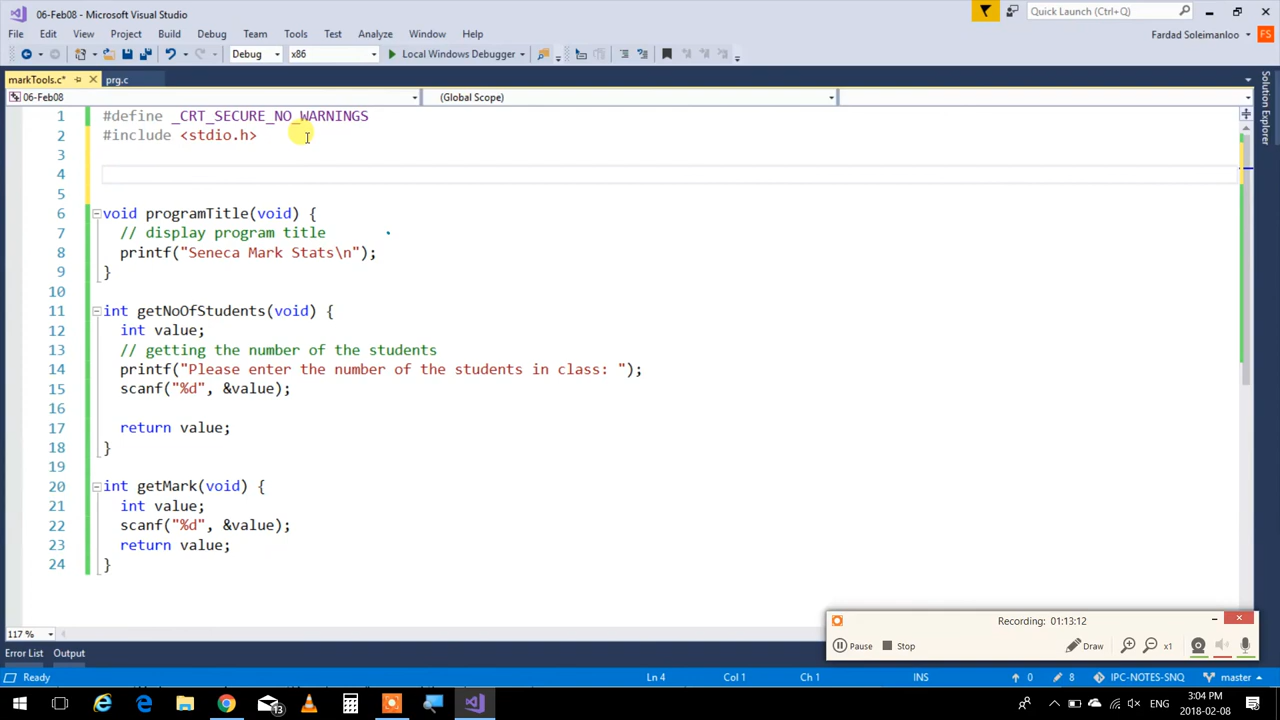 06-Feb08 - Microsoft Visual Studio
Quick Launch (Ctrl+Q)
File Edit View Project Build Debug Team Tools Test Analyze Window Help
Fardad Soleimanloo FS
Debug x86 Local Windows Debugger
markTools.c* prg.c
06-Feb08 (Global Scope)
Solution Explorer
1 #define _CRT_SECURE_NO_WARNINGS
2 #include <stdio.h>
3
4
5
6 void programTitle(void) {
7 // display program title
8 printf("Seneca Mark Stats\n");
9 }
10
11 int getNoOfStudents(void) {
12 int value;
13 // getting the number of the students
14 printf("Please enter the number of the students in class: ");
15 scanf("%d", &value);
16
17 return value;
18 }
19
20 int getMark(void) {
21 int value;
22 scanf("%d", &value);
23 return value;
24 }
Recording: 01:13:12
Pause Stop Draw x1
117 %
Error List Output
Ready Ln 4 Col 1 Ch 1 INS 0 8 IPC-NOTES-SNQ master
13
ENG
3:04 PM
2018-02-08